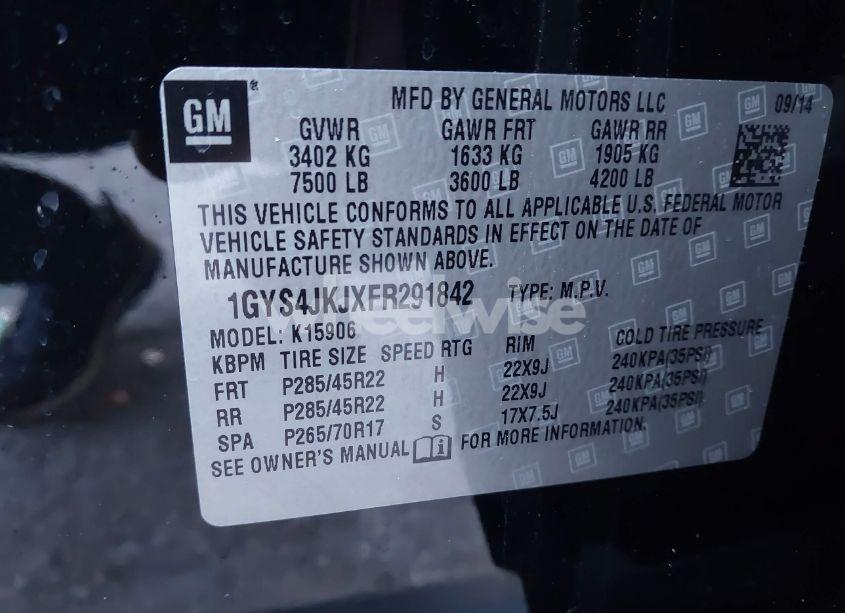 GM
MFD BY GENERAL MOTORS LLC 09/14
GVWR GAWR FRT GAWR RR
3402 KG 1633 KG 1905 KG
7500 LB 3600 LB 4200 LB
THIS VEHICLE CONFORMS TO ALL APPLICABLE U.S. FEDERAL MOTOR
VEHICLE SAFETY STANDARDS IN EFFECT ON THE DATE OF
MANUFACTURE SHOWN ABOVE.
1GYS4JKJXFR291842 TYPE: M.P.V.
wheelwise
MODEL: K15906
KBPM TIRE SIZE SPEED RTG RIM COLD TIRE PRESSURE
FRT P285/45R22 H 22X9J 240KPA(35PSI)
RR P285/45R22 H 22X9J 240KPA(35PSI)
SPA P265/70R17 S 17X7.5J 240KPA(35PSI)
SEE OWNER'S MANUAL FOR MORE INFORMATION.